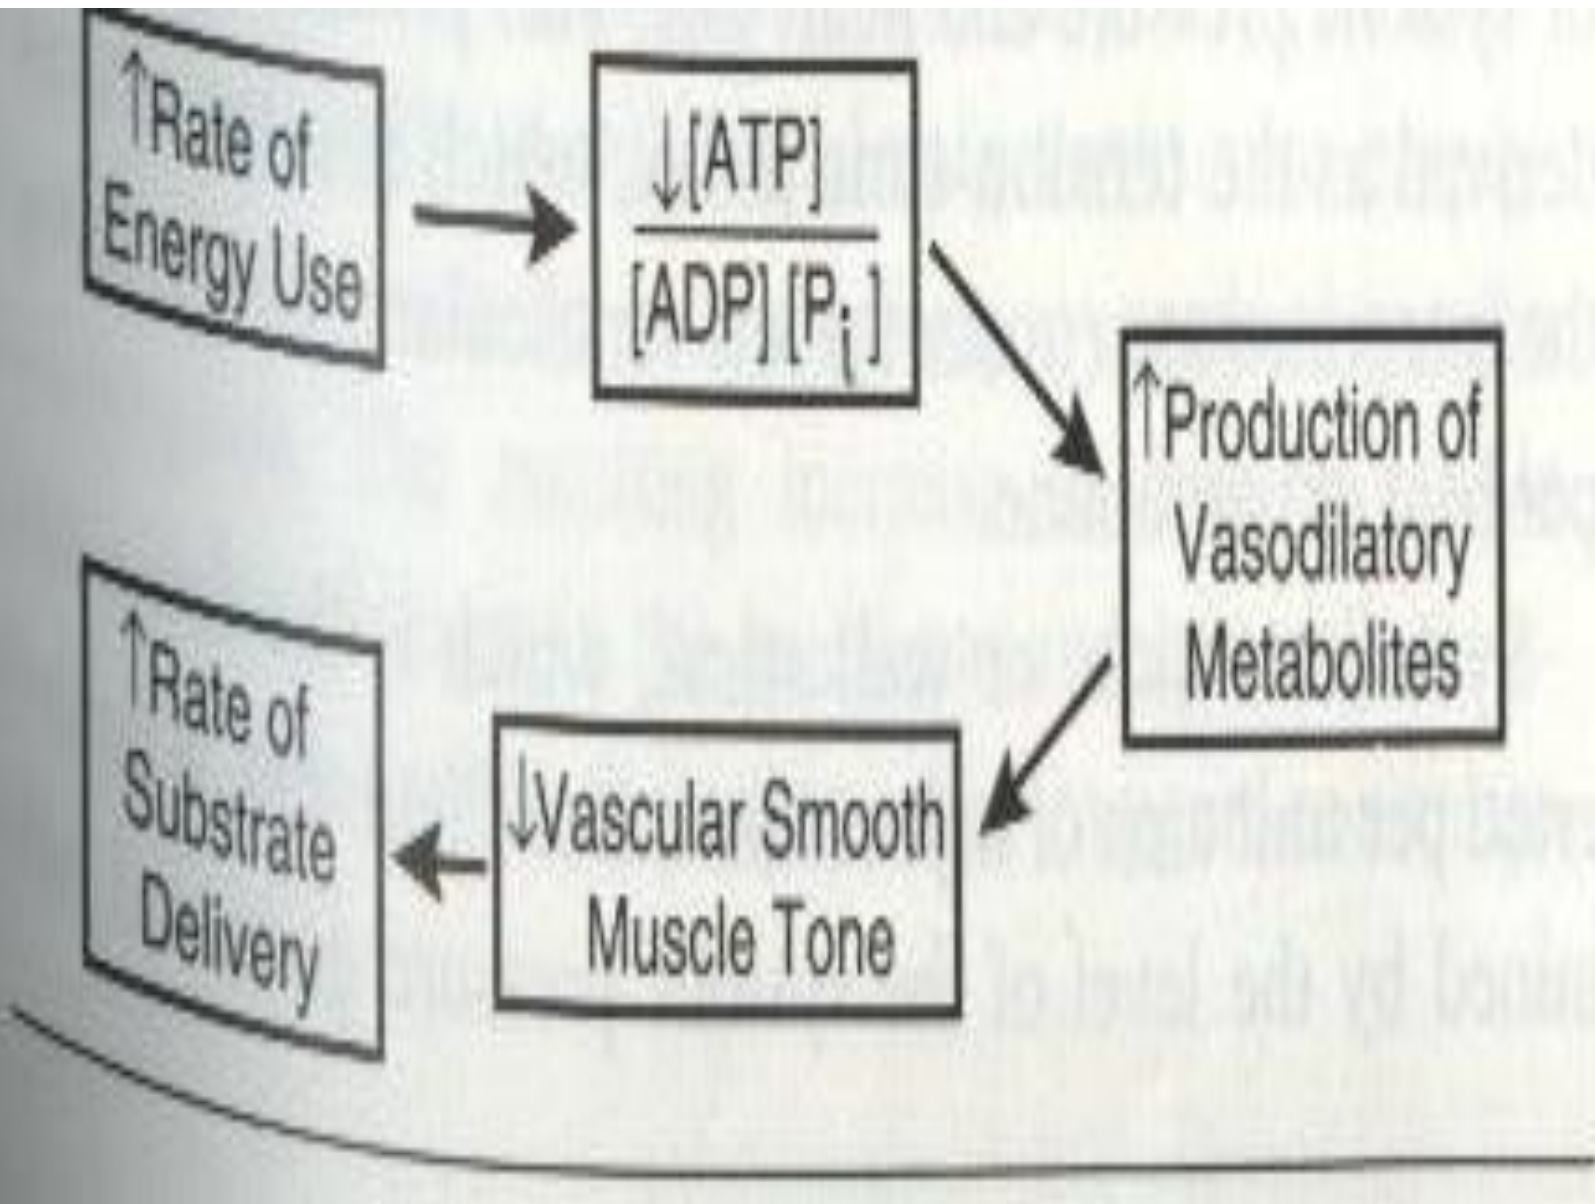 ↑Rate of
Energy Use
↓[ATP]
[ADP] [Pi]
↑Production of
Vasodilatory
Metabolites
↓Vascular Smooth
Muscle Tone
↑Rate of
Substrate
Delivery